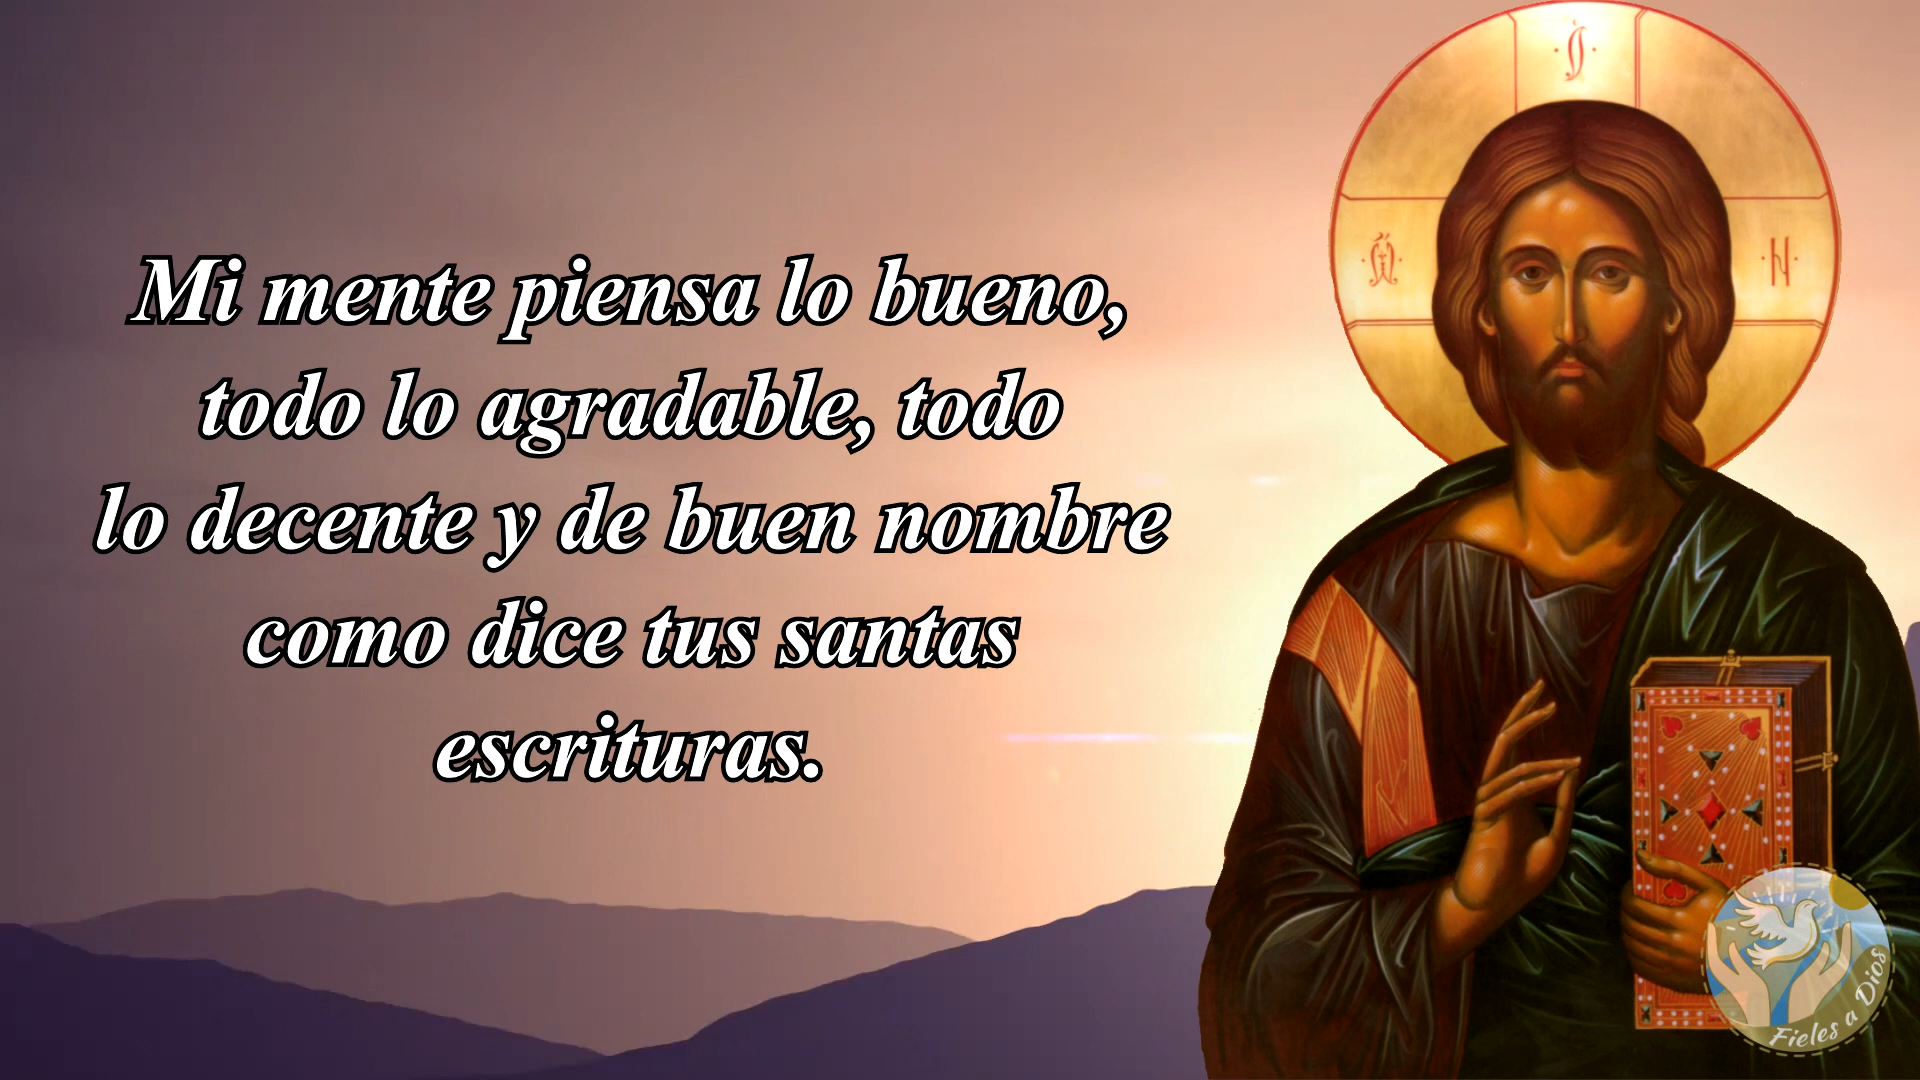 Mi mente piensa lo bueno,
todo lo agradable, todo
lo decente y de buen nombre
como dice tus santas
escrituras.
Fieles a Dios